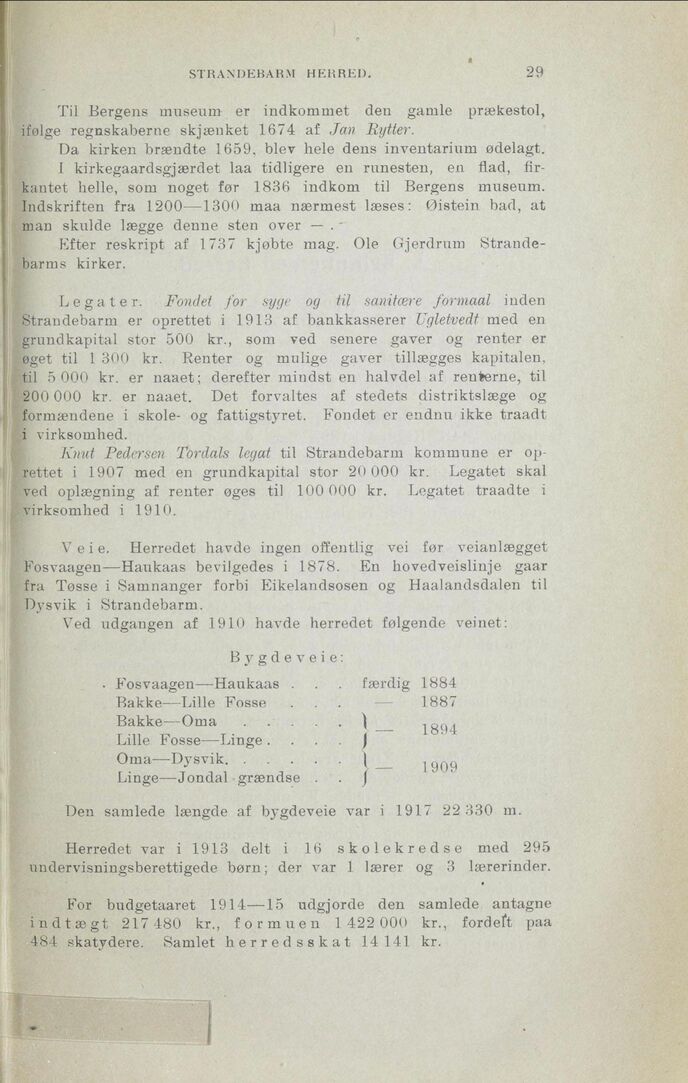 STRANDEBARM HERRED. 29
Til Bergens museum er indkommet den gamle prækestol,
ifølge regnskaberne skjænket 1674 af Jan Rytter.
Da kirken brændte 1659, blev hele dens inventarium ødelagt.
I kirkegaardsgjærdet laa tidligere en runesten, en flad, fir-
kantet helle, som noget før 1836 indkom til Bergens museum.
Indskriften fra 1200—1300 maa nærmest læses: Øistein bad, at
man skulde lægge denne sten over — .
Efter reskript af 1737 kjøbte mag. Ole Gjerdrum Strande-
barms kirker.
Legater. Fondet for syge og til sanitære formaal inden
Strandebarm er oprettet i 1913 af bankkasserer Ugletvedt med en
grundkapital stor 500 kr., som ved senere gaver og renter er
øget til 1 300 kr. Renter og mulige gaver tillægges kapitalen,
til 5 000 kr. er naaet; derefter mindst en halvdel af renterne, til
200 000 kr. er naaet. Det forvaltes af stedets distriktslæge og
formændene i skole- og fattigstyret. Fondet er endnu ikke traadt
i virksomhed.
Knut Pedersen Tordals legat til Strandebarm kommune er op-
rettet i 1907 med en grundkapital stor 20 000 kr. Legatet skal
ved oplægning af renter øges til 100 000 kr. Legatet traadte i
virksomhed i 1910.
Veie. Herredet havde ingen offentlig vei før veianlægget
Fosvaagen—Haukaas bevilgedes i 1878. En hovedveislinje gaar
fra Tøsse i Samnanger forbi Eikelandsosen og Haalandsdalen til
Dysvik i Strandebarm.
Ved udgangen af 1910 havde herredet følgende veinet:
Bygdeveie:
Fosvaagen—Haukaas . . . færdig 1884
Bakke—Lille Fosse . . . — 1887
Bakke—Oma . . . . . } — 1894
Lille Fosse—Linge . . . . }
Oma—Dysvik. . . . . . } — 1909
Linge—Jondal grændse . . }
Den samlede længde af bygdeveie var i 1917 22 330 m.
Herredet var i 1913 delt i 16 skolekredse med 295
undervisningsberettigede børn; der var 1 lærer og 3 lærerinder.
For budgetaaret 1914—15 udgjorde den samlede antagne
indtægt 217 480 kr., formuen 1 422 000 kr., fordelt paa
484 skatydere. Samlet herredsskat 14 141 kr.